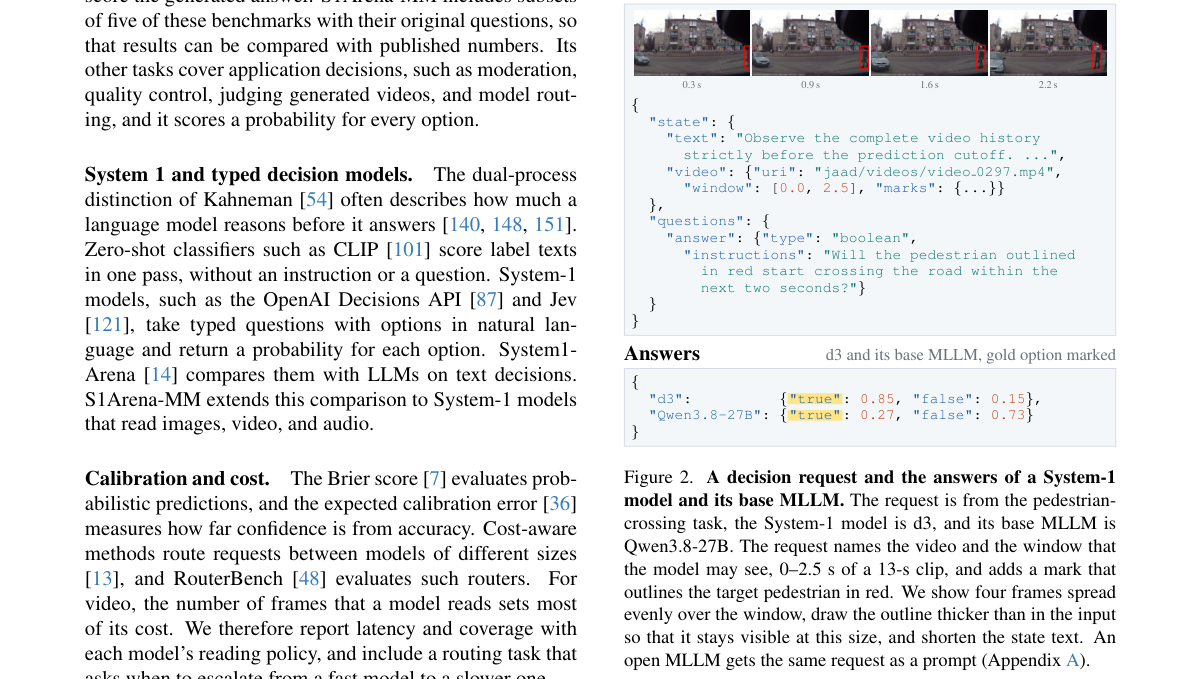 score the generated answer. S1Arena-MM includes subsets
of five of these benchmarks with their original questions, so
that results can be compared with published numbers. Its
other tasks cover application decisions, such as moderation,
quality control, judging generated videos, and model rout-
ing, and it scores a probability for every option.
System 1 and typed decision models. The dual-process
distinction of Kahneman [54] often describes how much a
language model reasons before it answers [140, 148, 151].
Zero-shot classifiers such as CLIP [101] score label texts
in one pass, without an instruction or a question. System-1
models, such as the OpenAI Decisions API [87] and Jev
[121], take typed questions with options in natural lan-
guage and return a probability for each option. System1-
Arena [14] compares them with LLMs on text decisions.
S1Arena-MM extends this comparison to System-1 models
that read images, video, and audio.
Calibration and cost. The Brier score [7] evaluates prob-
abilistic predictions, and the expected calibration error [36]
measures how far confidence is from accuracy. Cost-aware
methods route requests between models of different sizes
[13], and RouterBench [48] evaluates such routers. For
video, the number of frames that a model reads sets most
of its cost. We therefore report latency and coverage with
each model's reading policy, and include a routing task that
asks when to escalate from a fast model to a slower one
0.3 s 0.9 s 1.6 s 2.2 s
{
"state": {
"text": "Observe the complete video history
strictly before the prediction cutoff. ...",
"video": {"uri": "jaad/videos/video_0297.mp4",
"window": [0.0, 2.5], "marks": {...}}
},
"questions": {
"answer": {"type": "boolean",
"instructions": "Will the pedestrian outlined
in red start crossing the road within the
next two seconds?"}
}
}
Answers d3 and its base MLLM, gold option marked
{
"d3": {"true": 0.85, "false": 0.15},
"Qwen3.8-27B": {"true": 0.27, "false": 0.73}
}
Figure 2. A decision request and the answers of a System-1
model and its base MLLM. The request is from the pedestrian-
crossing task, the System-1 model is d3, and its base MLLM is
Qwen3.8-27B. The request names the video and the window that
the model may see, 0–2.5 s of a 13-s clip, and adds a mark that
outlines the target pedestrian in red. We show four frames spread
evenly over the window, draw the outline thicker than in the input
so that it stays visible at this size, and shorten the state text. An
open MLLM gets the same request as a prompt (Appendix A).